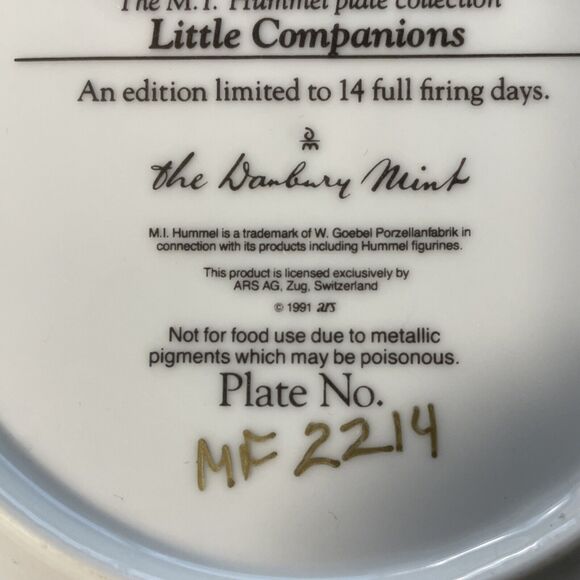 The M.I. Hummel plate collection
Little Companions
An edition limited to 14 full firing days.
the Danbury Mint
M.I. Hummel is a trademark of W. Goebel Porzellanfabrik in
connection with its products including Hummel figurines.
This product is licensed exclusively by
ARS AG, Zug, Switzerland
© 1991 ars
Not for food use due to metallic
pigments which may be poisonous.
Plate No.
MF 2214